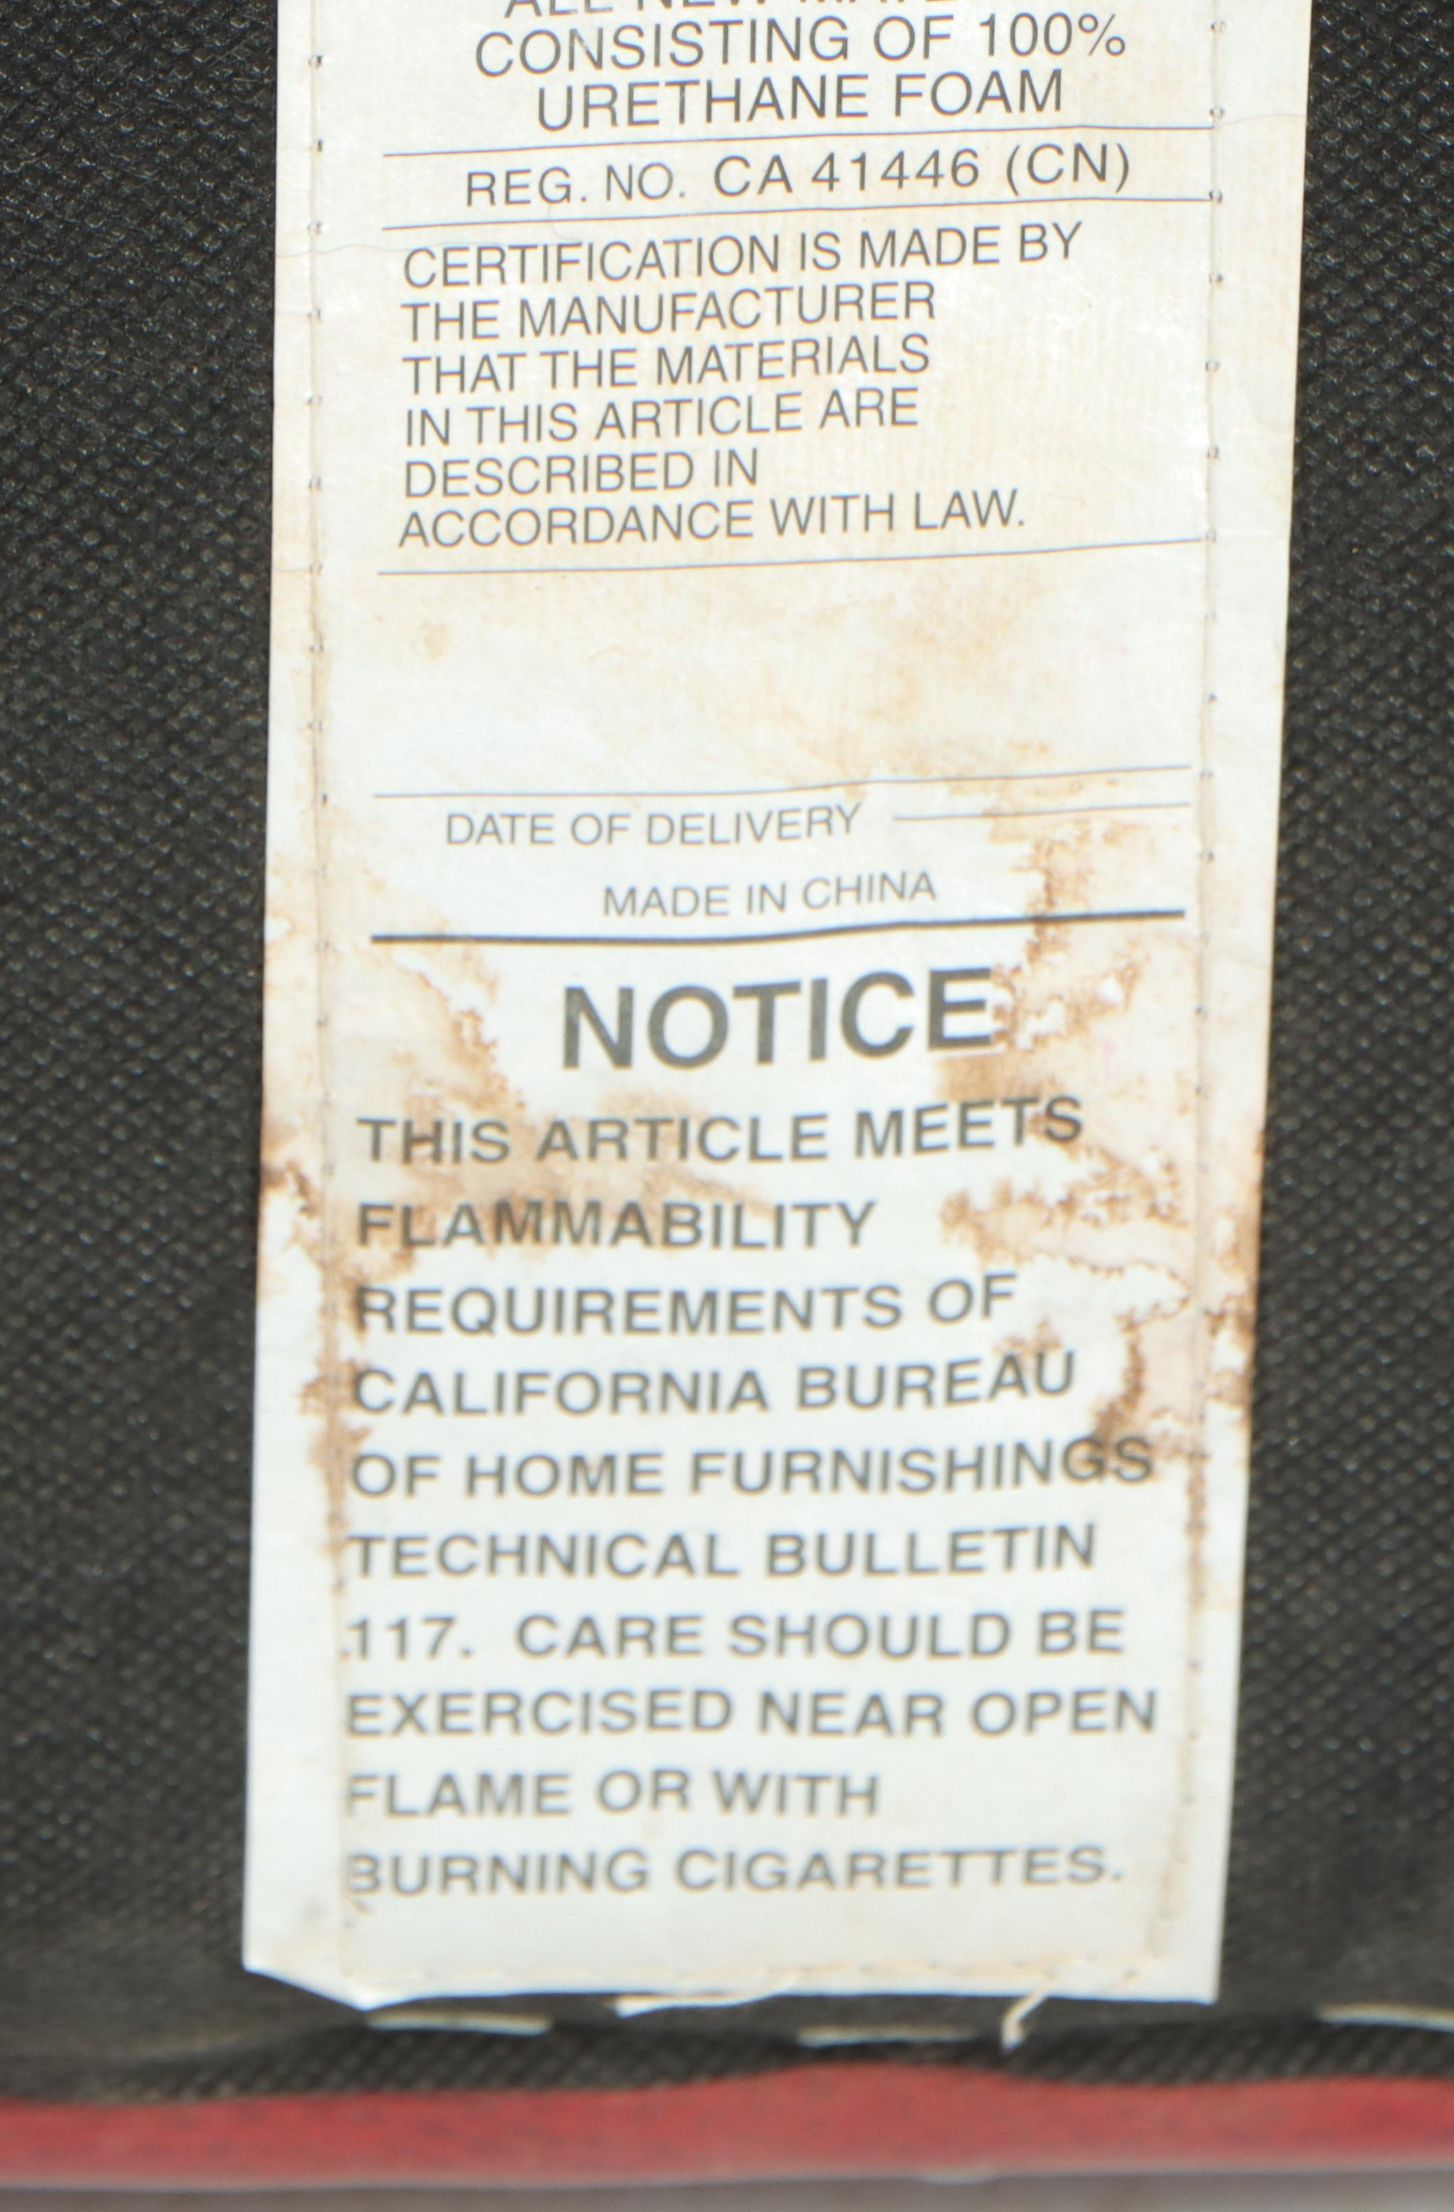 ALL NEW MATERIAL
CONSISTING OF 100%
URETHANE FOAM
REG. NO. CA 41446 (CN)
CERTIFICATION IS MADE BY
THE MANUFACTURER
THAT THE MATERIALS
IN THIS ARTICLE ARE
DESCRIBED IN
ACCORDANCE WITH LAW.
DATE OF DELIVERY
MADE IN CHINA
NOTICE
THIS ARTICLE MEETS
FLAMMABILITY
REQUIREMENTS OF
CALIFORNIA BUREAU
OF HOME FURNISHINGS
TECHNICAL BULLETIN
117. CARE SHOULD BE
EXERCISED NEAR OPEN
FLAME OR WITH
BURNING CIGARETTES.